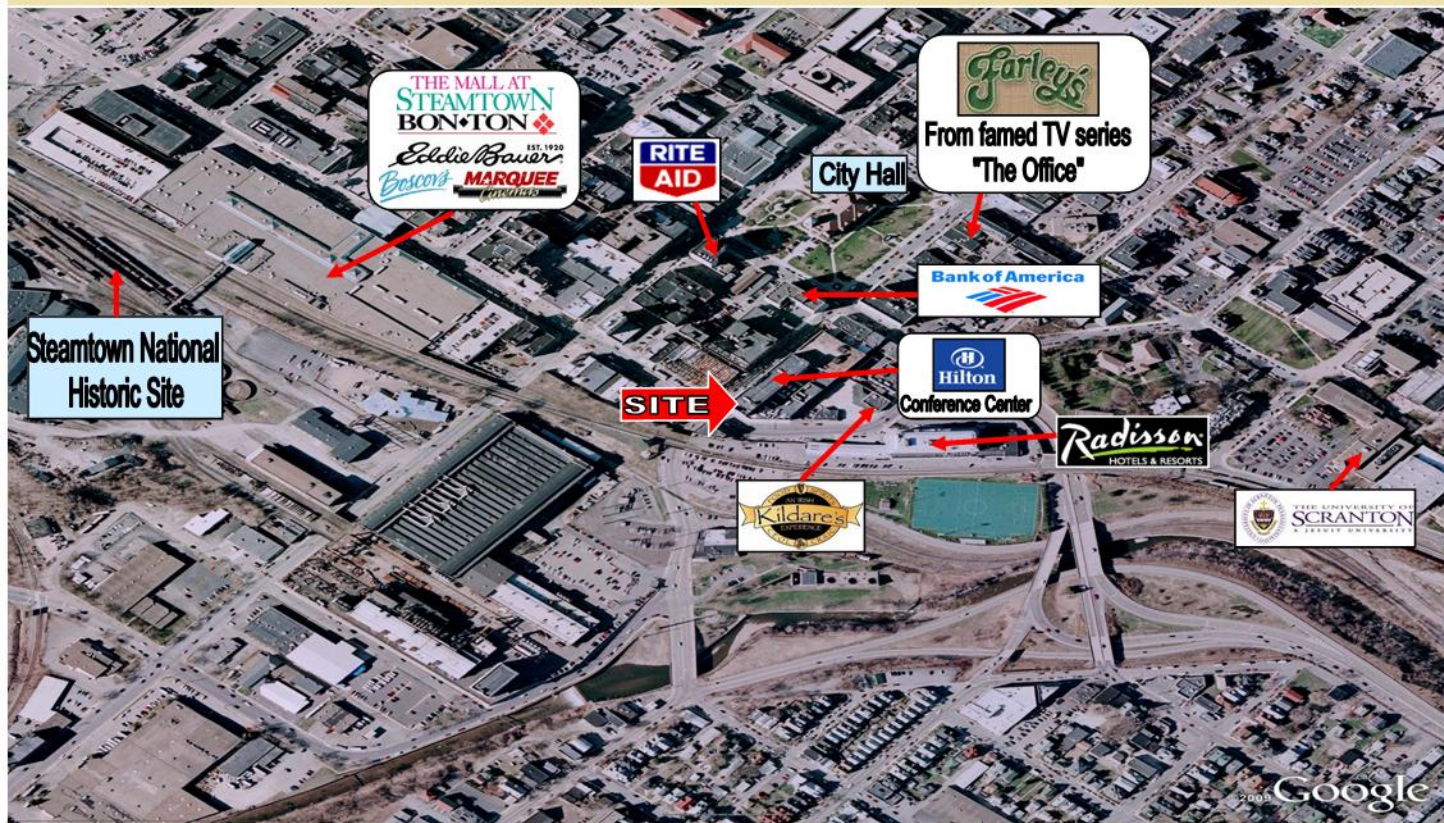 THE MALL AT
STEAMTOWN
BON•TON
EST. 1920
Eddie Bauer
Boscov's
MARQUEE
Cinemas
RITE
AID
City Hall
Farley's
From famed TV series
"The Office"
Bank of America
Steamtown National
Historic Site
SITE
Hilton
Conference Center
Radisson
HOTELS & RESORTS
AN IRISH
Kildare's
EXPERIENCE
THE UNIVERSITY OF
SCRANTON
A JESUIT UNIVERSITY
2009 Google